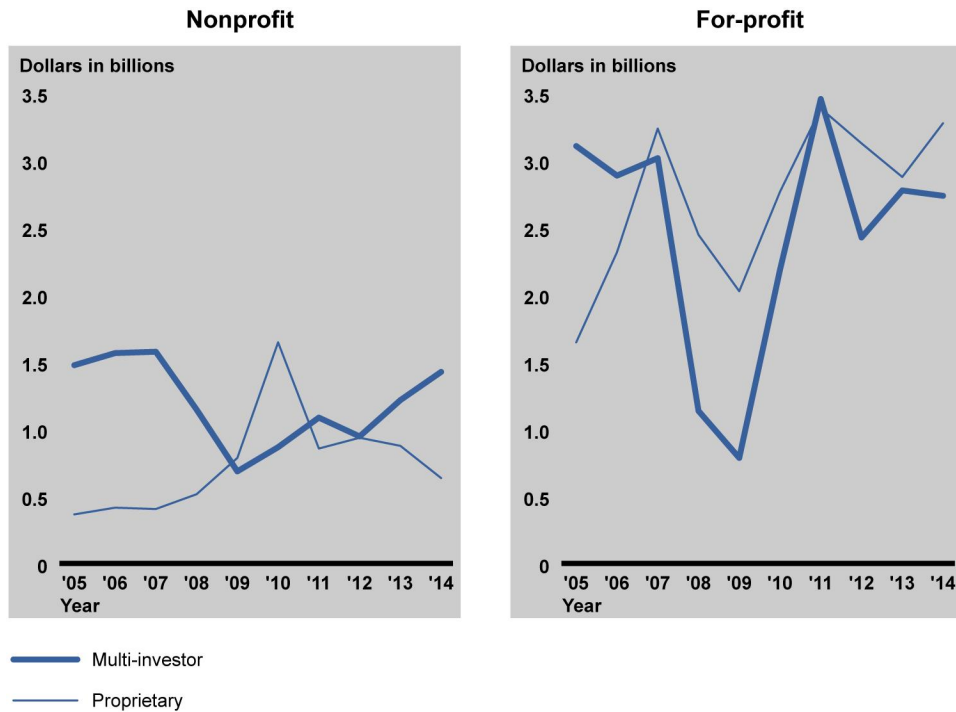 Nonprofit
Dollars in billions
3.5
3.0
2.5
1.0
1.5
1.0
0.5
0
'05 '06 '07 '08 '09 '10 '11 '12 '13 '14
Year
For-profit
Dollars in billions
3.5
3.0
2.5
1.0
1.5
1.0
0.5
0
'05 '06 '07 '08 '09 '10 '11 '12 '13 '14
Year
Multi-investor
Proprietary